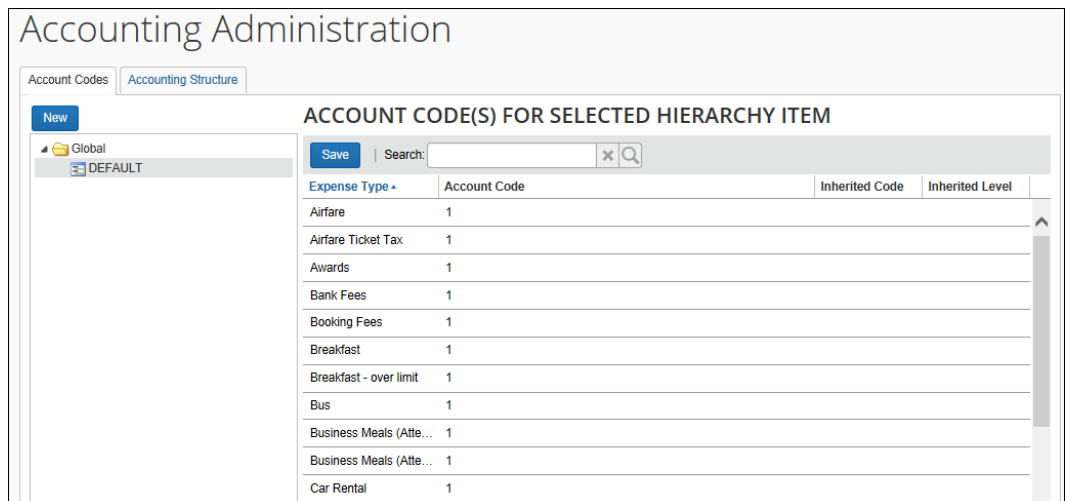 Accounting Administration
Account Codes Accounting Structure
New
ACCOUNT CODE(S) FOR SELECTED HIERARCHY ITEM
Global
DEFAULT
Save | Search:
Expense Type Account Code Inherited Code Inherited Level
Airfare 1
Airfare Ticket Tax 1
Awards 1
Bank Fees 1
Booking Fees 1
Breakfast 1
Breakfast - over limit 1
Bus 1
Business Meals (Atte... 1
Business Meals (Atte... 1
Car Rental 1